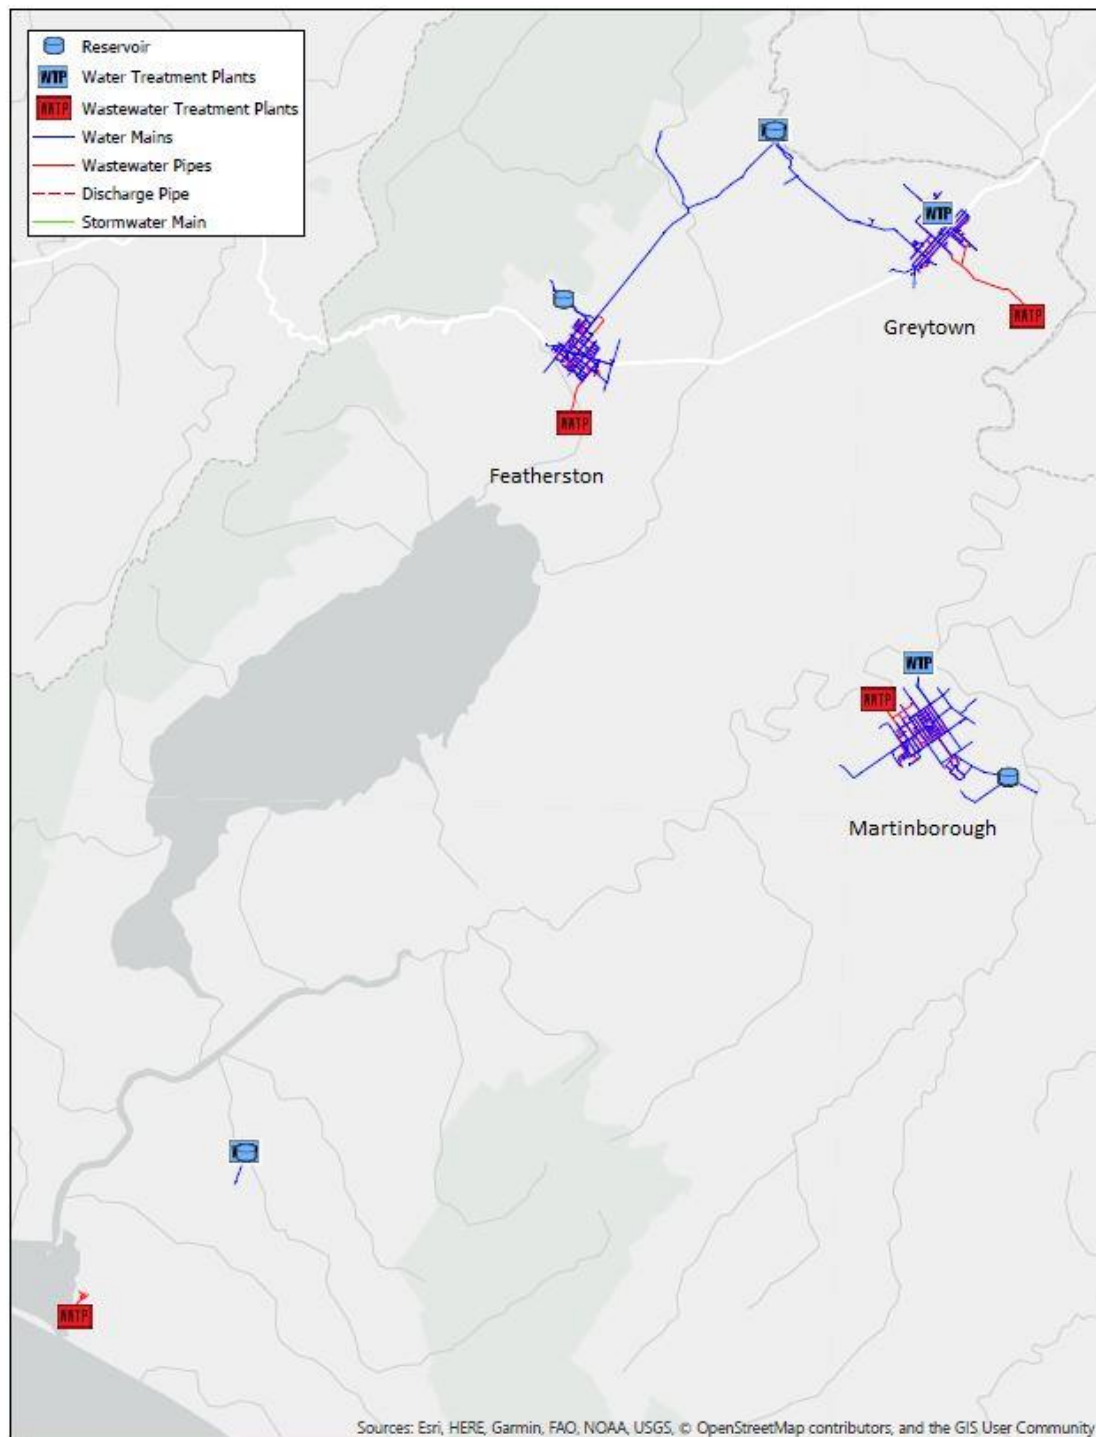 Reservoir
WTP Water Treatment Plants
WWTP Wastewater Treatment Plants
Water Mains
Wastewater Pipes
Discharge Pipe
Stormwater Main
WTP
WWTP
Greytown
WWTP
Featherston
WTP
WWTP
Martinborough
WWTP
Sources: Esri, HERE, Garmin, FAO, NOAA, USGS, © OpenStreetMap contributors, and the GIS User Community